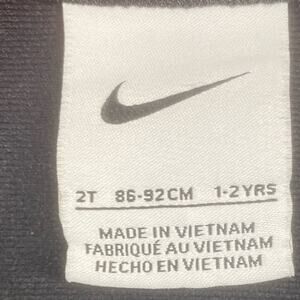 2T 86-92CM 1-2YRS
MADE IN VIETNAM
FABRIQUÉ AU VIETNAM
HECHO EN VIETNAM